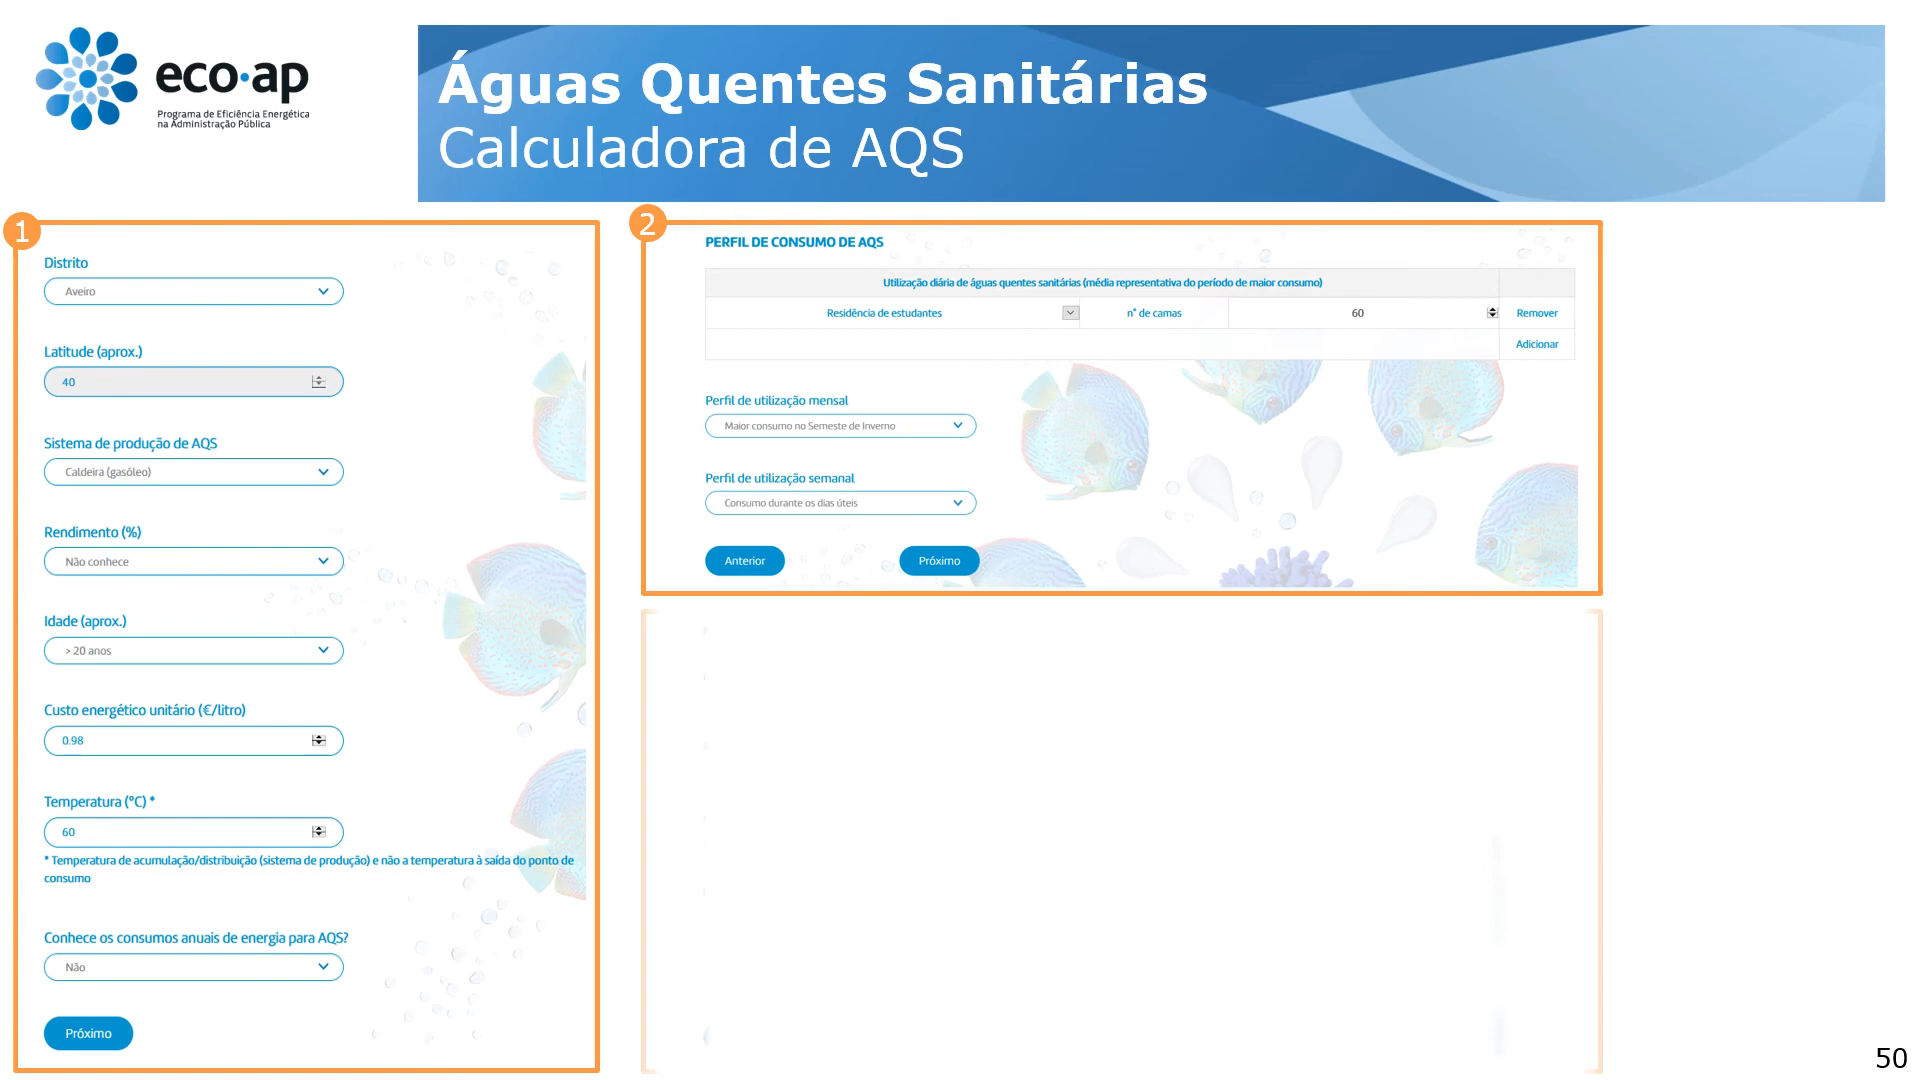 eco·ap
Programa de Eficiência Energética
na Administração Pública
Águas Quentes Sanitárias
Calculadora de AQS
1
Distrito
Aveiro
Latitude (aprox.)
40
Sistema de produção de AQS
Caldeira (gasóleo)
Rendimento (%)
Não conhece
Idade (aprox.)
> 20 anos
Custo energético unitário (€/litro)
0.98
Temperatura (ºC) *
60
* Temperatura de acumulação/distribuição (sistema de produção) e não a temperatura à saída do ponto de
consumo
Conhece os consumos anuais de energia para AQS?
Não
Próximo
2
PERFIL DE CONSUMO DE AQS
Utilização diária de águas quentes sanitárias (média representativa do período de maior consumo)
Residência de estudantes nº de camas 60 Remover
Adicionar
Perfil de utilização mensal
Maior consumo no Semeste de Inverno
Perfil de utilização semanal
Consumo durante os dias úteis
Anterior Próximo
50